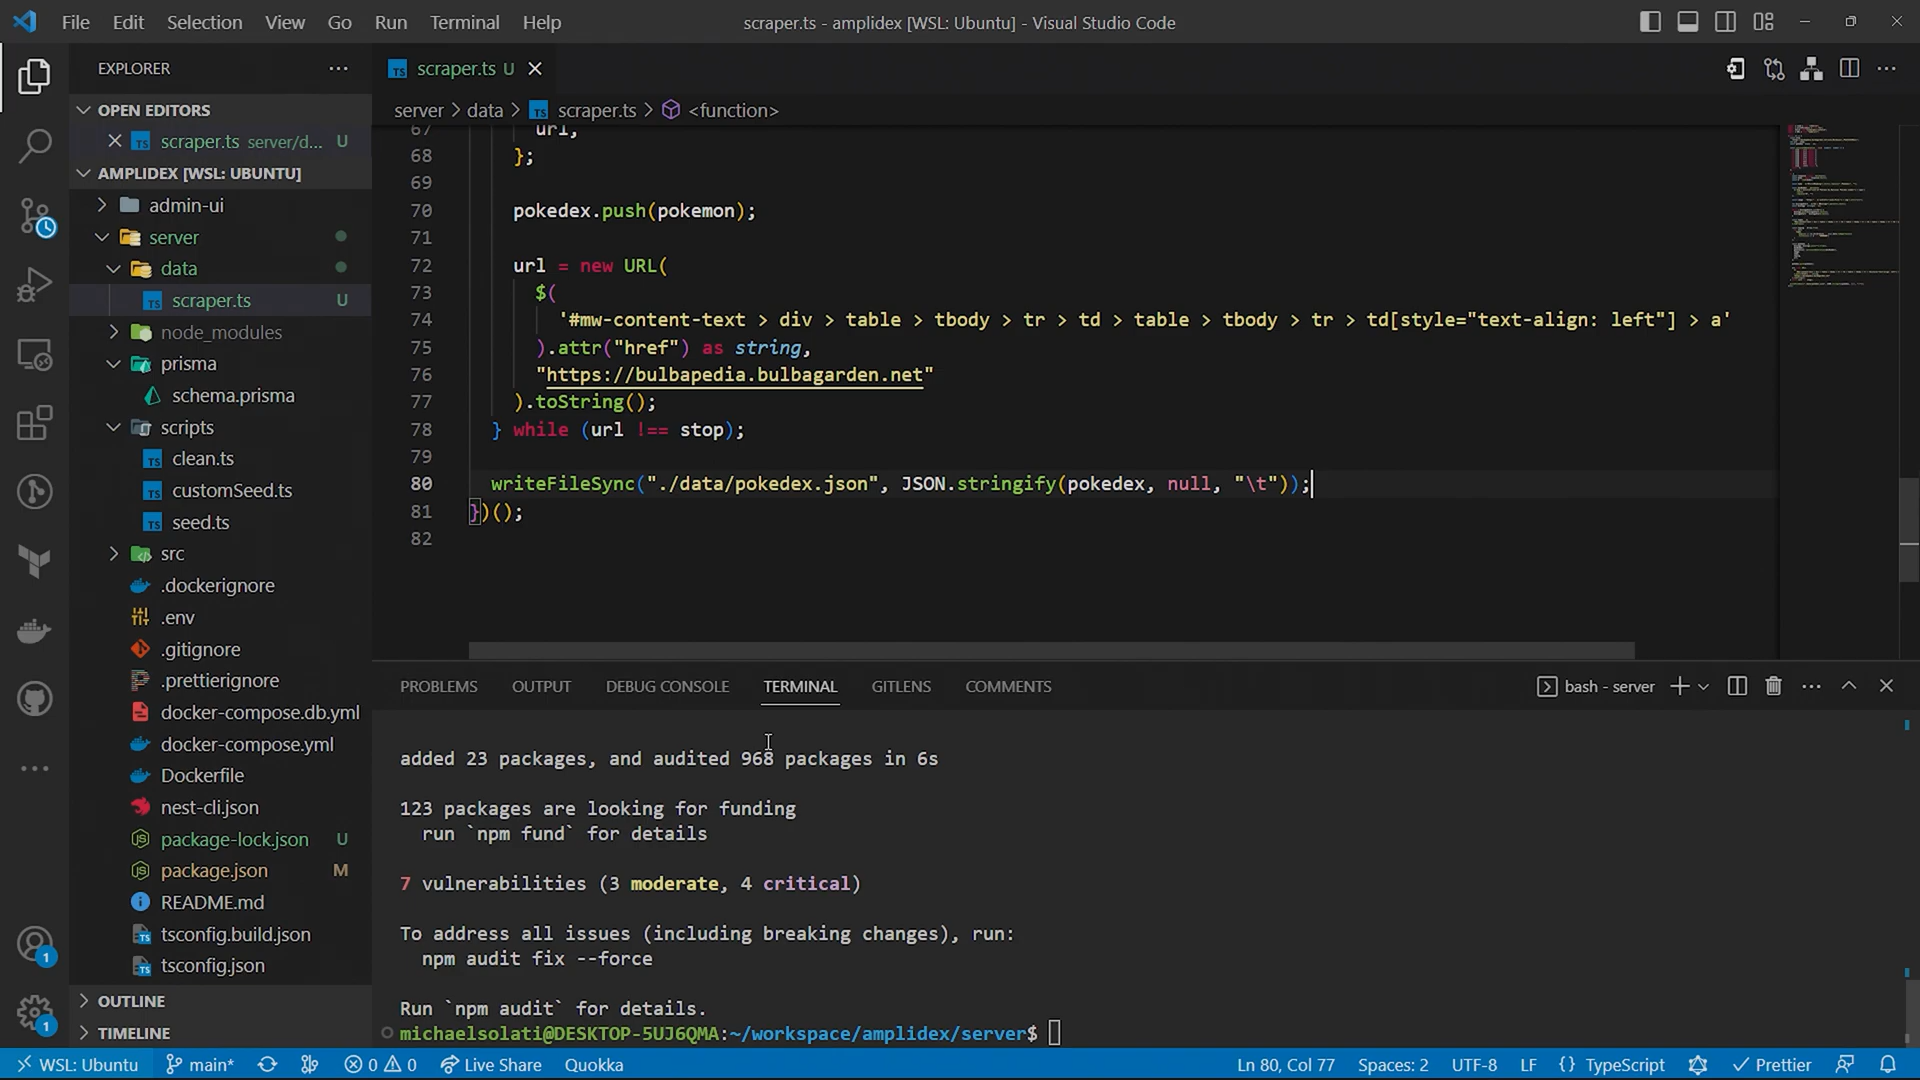 File Edit Selection View Go Run Terminal Help
scraper.ts - amplidex [WSL: Ubuntu] - Visual Studio Code
EXPLORER
OPEN EDITORS
scraper.ts server/d... U
AMPLIDEX [WSL: UBUNTU]
admin-ui
server
data
scraper.ts U
node_modules
prisma
schema.prisma
scripts
clean.ts
customSeed.ts
seed.ts
src
.dockerignore
.env
.gitignore
.prettierignore
docker-compose.db.yml
docker-compose.yml
Dockerfile
nest-cli.json
package-lock.json U
package.json M
README.md
tsconfig.build.json
tsconfig.json
OUTLINE
TIMELINE
1
1
scraper.ts U
server > data > scraper.ts > <function>
67 url,
68 };
69
70 pokedex.push(pokemon);
71
72 url = new URL(
73 $(
74 '#mw-content-text > div > table > tbody > tr > td > table > tbody > tr > td[style="text-align: left"] > a'
75 ).attr("href") as string,
76 "https://bulbapedia.bulbagarden.net"
77 ).toString();
78 } while (url !== stop);
79
80 writeFileSync("./data/pokedex.json", JSON.stringify(pokedex, null, "\t"));
81 })();
82
PROBLEMS OUTPUT DEBUG CONSOLE TERMINAL GITLENS COMMENTS
bash - server
added 23 packages, and audited 968 packages in 6s
123 packages are looking for funding
run `npm fund` for details
7 vulnerabilities (3 moderate, 4 critical)
To address all issues (including breaking changes), run:
npm audit fix --force
Run `npm audit` for details.
michaelsolati@DESKTOP-5UJ6QMA:~/workspace/amplidex/server$
WSL: Ubuntu main* 0 0 Live Share Quokka
Ln 80, Col 77 Spaces: 2 UTF-8 LF {} TypeScript Prettier